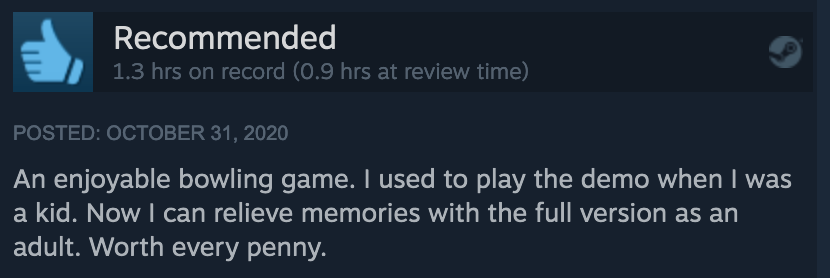 Recommended
1.3 hrs on record (0.9 hrs at review time)
POSTED: OCTOBER 31, 2020
An enjoyable bowling game. I used to play the demo when I was
a kid. Now I can relieve memories with the full version as an
adult. Worth every penny.